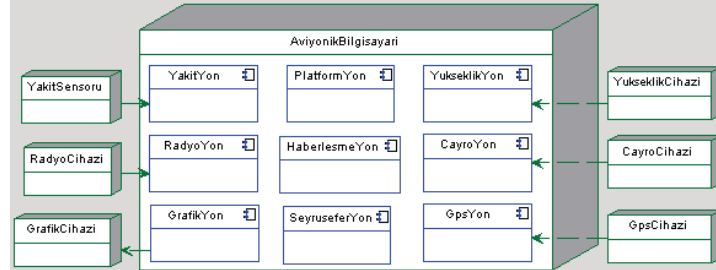 AviyonikBilgisayari
YakitSensoru
YakitYon
PlatformYon
YukseklikYon
YukseklikCihazi
RadyoCihazi
RadyoYon
HaberlesmeYon
CayroYon
CayroCihazi
GrafikCihazi
GrafikYon
SeyruseferYon
GpsYon
GpsCihazi